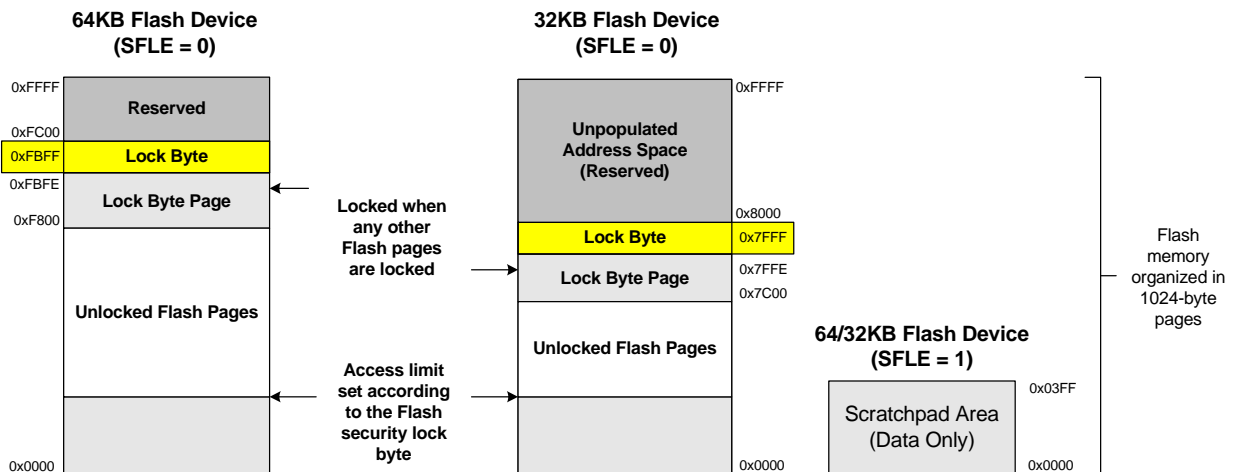 64KB Flash Device
(SFLE = 0)
0xFFFF
Reserved
0xFC00
0xFBFF
Lock Byte
0xFBFE
Lock Byte Page
0xF800
Unlocked Flash Pages
0x0000
Locked when
any other
Flash pages
are locked
Access limit
set according
to the Flash
security lock
byte
32KB Flash Device
(SFLE = 0)
0xFFFF
Unpopulated
Address Space
(Reserved)
0x8000
Lock Byte
0x7FFF
Lock Byte Page
0x7FFE
0x7C00
Unlocked Flash Pages
0x0000
64/32KB Flash Device
(SFLE = 1)
0x03FF
Scratchpad Area
(Data Only)
0x0000
Flash
memory
organized in
1024-byte
pages